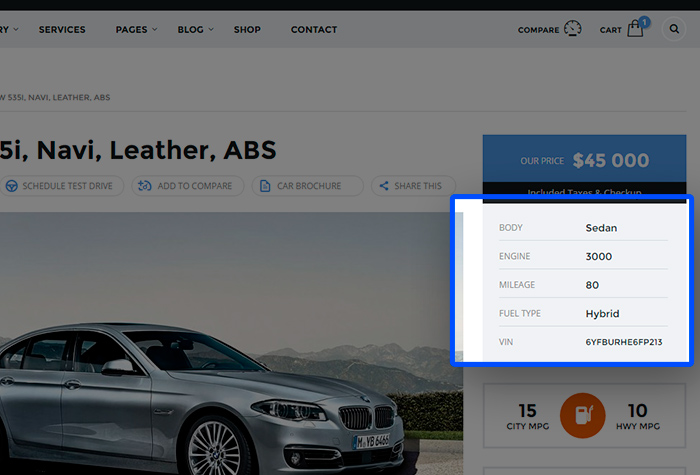 RY SERVICES PAGES BLOG SHOP CONTACT COMPARE CART 1
W 535I, NAVI, LEATHER, ABS
5i, Navi, Leather, ABS
SCHEDULE TEST DRIVE ADD TO COMPARE CAR BROCHURE SHARE THIS
OUR PRICE $45 000
Included Taxes & Checkup
BODY Sedan
ENGINE 3000
MILEAGE 80
FUEL TYPE Hybrid
VIN 6YFBURHE6FP213
15 10
CITY MPG HWY MPG
M·YB 6466